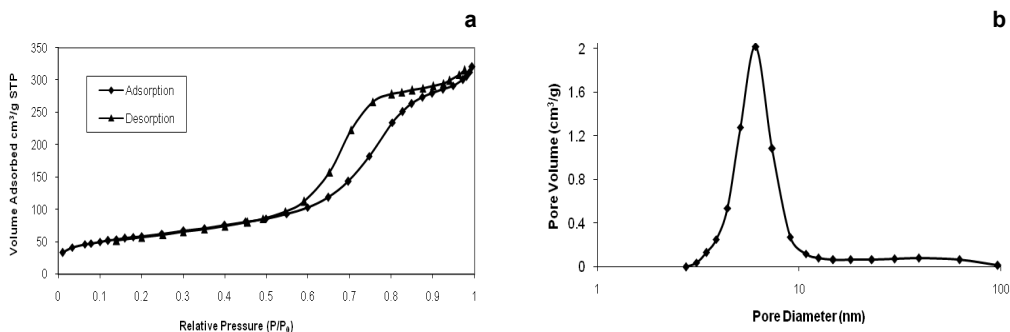 a
Volume Adsorbed cm³/g STP
350
300
250
200
150
100
50
0
Adsorption
Desorption
0 0.1 0.2 0.3 0.4 0.5 0.6 0.7 0.8 0.9 1
Relative Pressure (P/P₀)
b
Pore Volume (cm³/g)
2
1.6
1.2
0.8
0.4
0
1 10 100
Pore Diameter (nm)